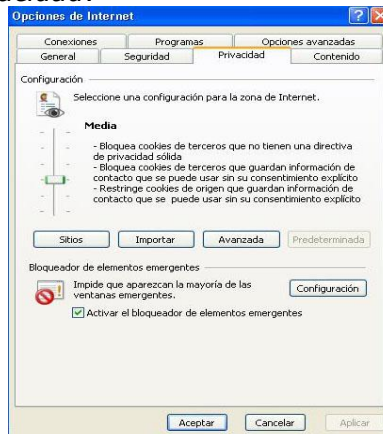 Opciones de Internet
Conexiones Programas Opciones avanzadas
General Seguridad Privacidad Contenido
Configuración
Seleccione una configuración para la zona de Internet.
Media
- Bloquea cookies de terceros que no tienen una directiva
de privacidad sólida
- Bloquea cookies de terceros que guardan información de
contacto que se puede usar sin su consentimiento explícito
- Restringe cookies de origen que guardan información de
contacto que se puede usar sin su consentimiento explícito
Sitios Importar Avanzada Predeterminada
Bloqueador de elementos emergentes
Impide que aparezcan la mayoría de las
ventanas emergentes.
Configuración
Activar el bloqueador de elementos emergentes
Aceptar Cancelar Aplicar